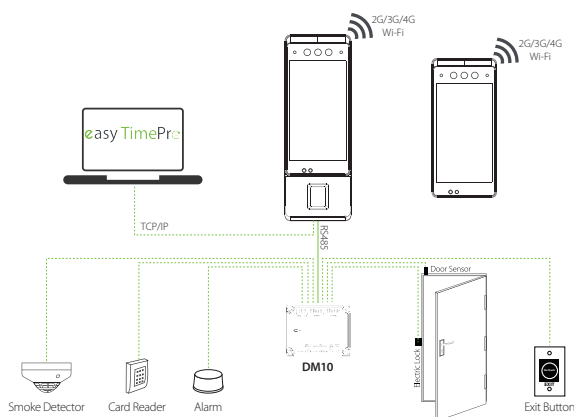 2G/3G/4G
Wi-Fi
2G/3G/4G
Wi-Fi
easy TimePro
TCP/IP
RS485
Door Sensor
DM10
Electric Lock
EXIT
Smoke Detector
Card Reader
Alarm
Exit Button